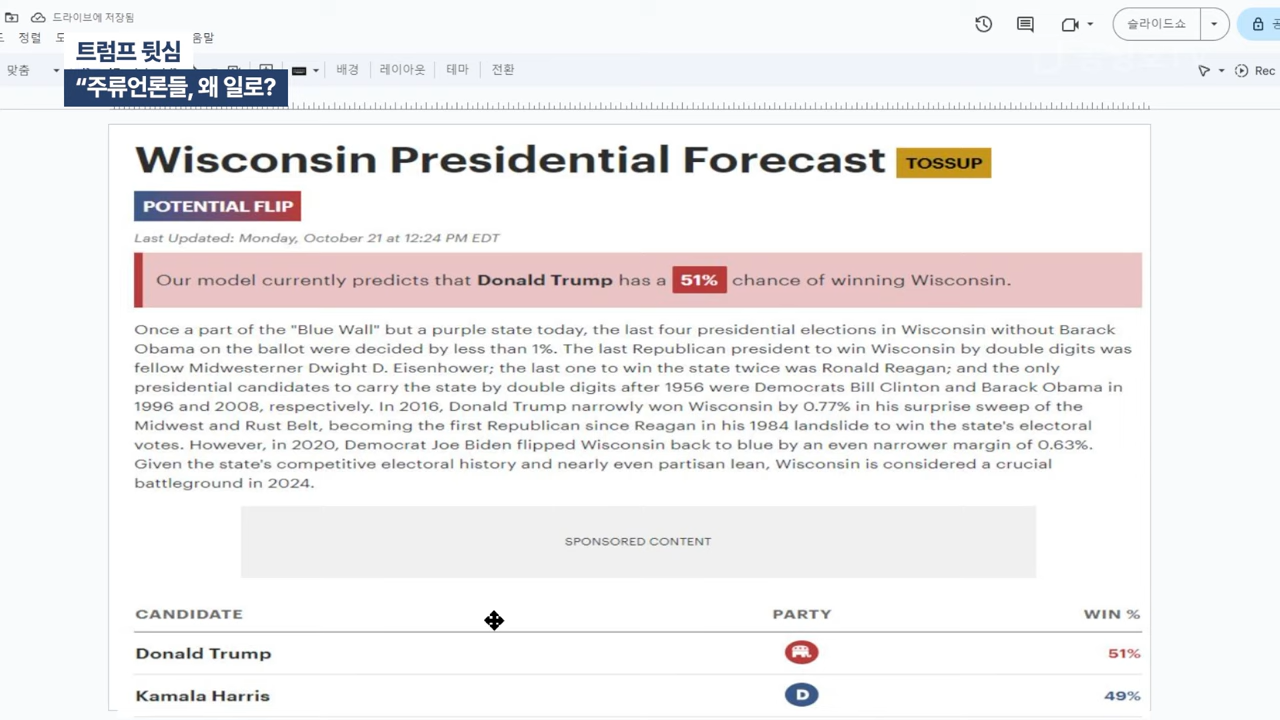 드라이브에 저장됨
정렬
움말
슬라이드쇼
트럼프 뒷심
“주류언론들, 왜 일로?
맞춤
배경
레이아웃
테마
전환
Rec
Wisconsin Presidential Forecast
TOSSUP
POTENTIAL FLIP
Last Updated: Monday, October 21 at 12:24 PM EDT
Our model currently predicts that Donald Trump has a 51% chance of winning Wisconsin.
Once a part of the "Blue Wall" but a purple state today, the last four presidential elections in Wisconsin without Barack
Obama on the ballot were decided by less than 1%. The last Republican president to win Wisconsin by double digits was
fellow Midwesterner Dwight D. Eisenhower; the last one to win the state twice was Ronald Reagan; and the only
presidential candidates to carry the state by double digits after 1956 were Democrats Bill Clinton and Barack Obama in
1996 and 2008, respectively. In 2016, Donald Trump narrowly won Wisconsin by 0.77% in his surprise sweep of the
Midwest and Rust Belt, becoming the first Republican since Reagan in his 1984 landslide to win the state's electoral
votes. However, in 2020, Democrat Joe Biden flipped Wisconsin back to blue by an even narrower margin of 0.63%.
Given the state's competitive electoral history and nearly even partisan lean, Wisconsin is considered a crucial
battleground in 2024.
SPONSORED CONTENT
CANDIDATE PARTY WIN %
Donald Trump 51%
Kamala Harris D 49%